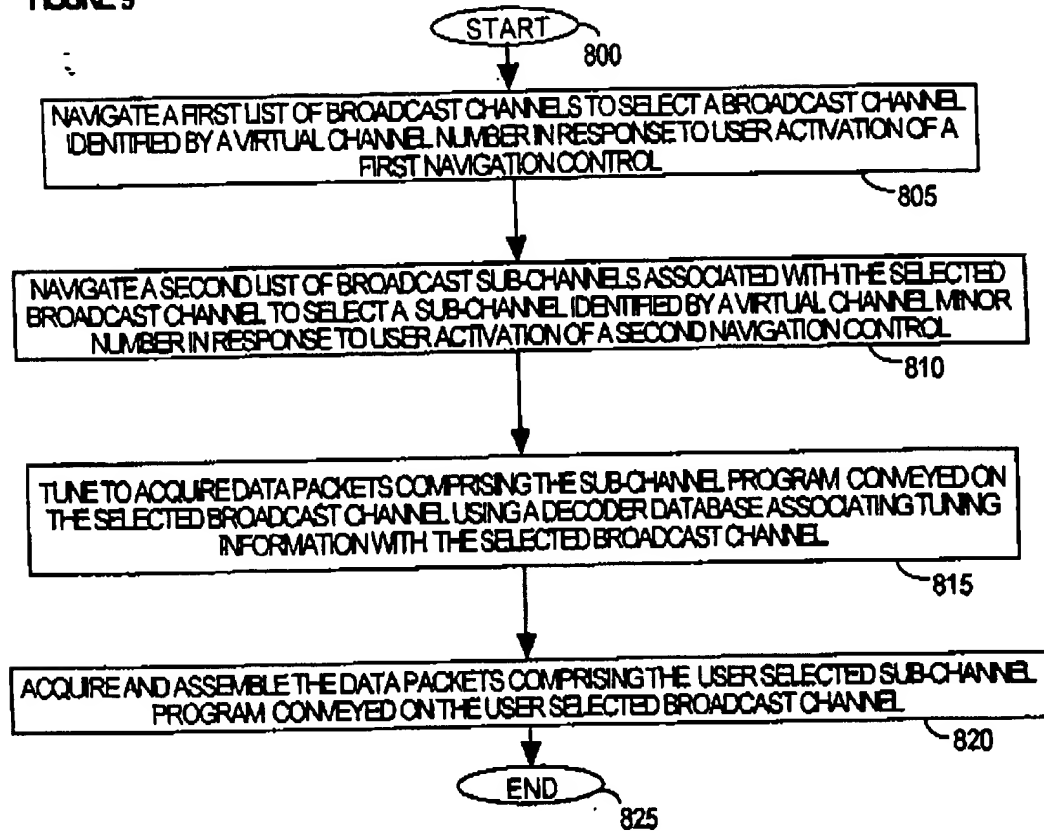 FIGURE 9
START
800
NAVIGATE A FIRST LIST OF BROADCAST CHANNELS TO SELECT A BROADCAST CHANNEL
IDENTIFIED BY A VIRTUAL CHANNEL NUMBER IN RESPONSE TO USER ACTIVATION OF A
FIRST NAVIGATION CONTROL
805
NAVIGATE A SECOND LIST OF BROADCAST SUB-CHANNELS ASSOCIATED WITH THE SELECTED
BROADCAST CHANNEL TO SELECT A SUB-CHANNEL IDENTIFIED BY A VIRTUAL CHANNEL MINOR
NUMBER IN RESPONSE TO USER ACTIVATION OF A SECOND NAVIGATION CONTROL
810
TUNE TO ACQUIRE DATA PACKETS COMPRISING THE SUB-CHANNEL PROGRAM CONVEYED ON
THE SELECTED BROADCAST CHANNEL USING A DECODER DATABASE ASSOCIATING TUNING
INFORMATION WITH THE SELECTED BROADCAST CHANNEL
815
ACQUIRE AND ASSEMBLE THE DATA PACKETS COMPRISING THE USER SELECTED SUB-CHANNEL
PROGRAM CONVEYED ON THE USER SELECTED BROADCAST CHANNEL
820
END
825